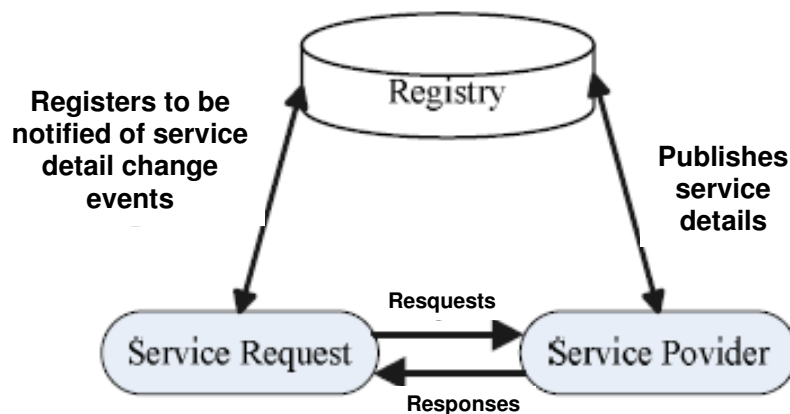 Registry
Registers to be
notified of service
detail change
events
Publishes
service
details
Resquests
Service Request
Service Povider
Responses